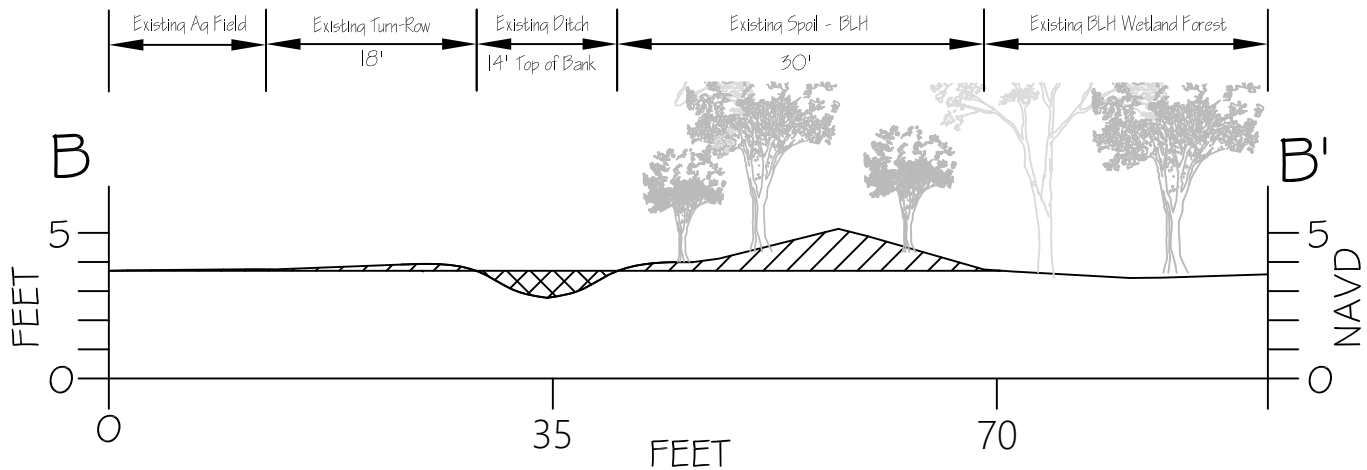 Existing Ag Field
Existing Turn-Row
18'
Existing Ditch
14' Top of Bank
Existing Spoil - BLH
30'
Existing BLH Wetland Forest
B
B'
5
0
FEET
5
0
NAVD
0
35
70
FEET